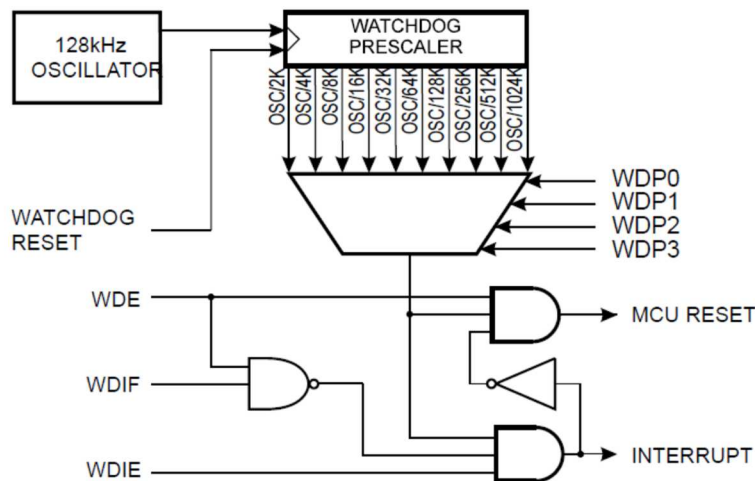 128kHz
OSCILLATOR
WATCHDOG
PRESCALER
OSC/2K
OSC/4K
OSC/8K
OSC/16K
OSC/32K
OSC/64K
OSC/128K
OSC/256K
OSC/512K
OSC/1024K
WDP0
WDP1
WDP2
WDP3
WATCHDOG
RESET
WDE
MCU RESET
WDIF
WDIE
INTERRUPT